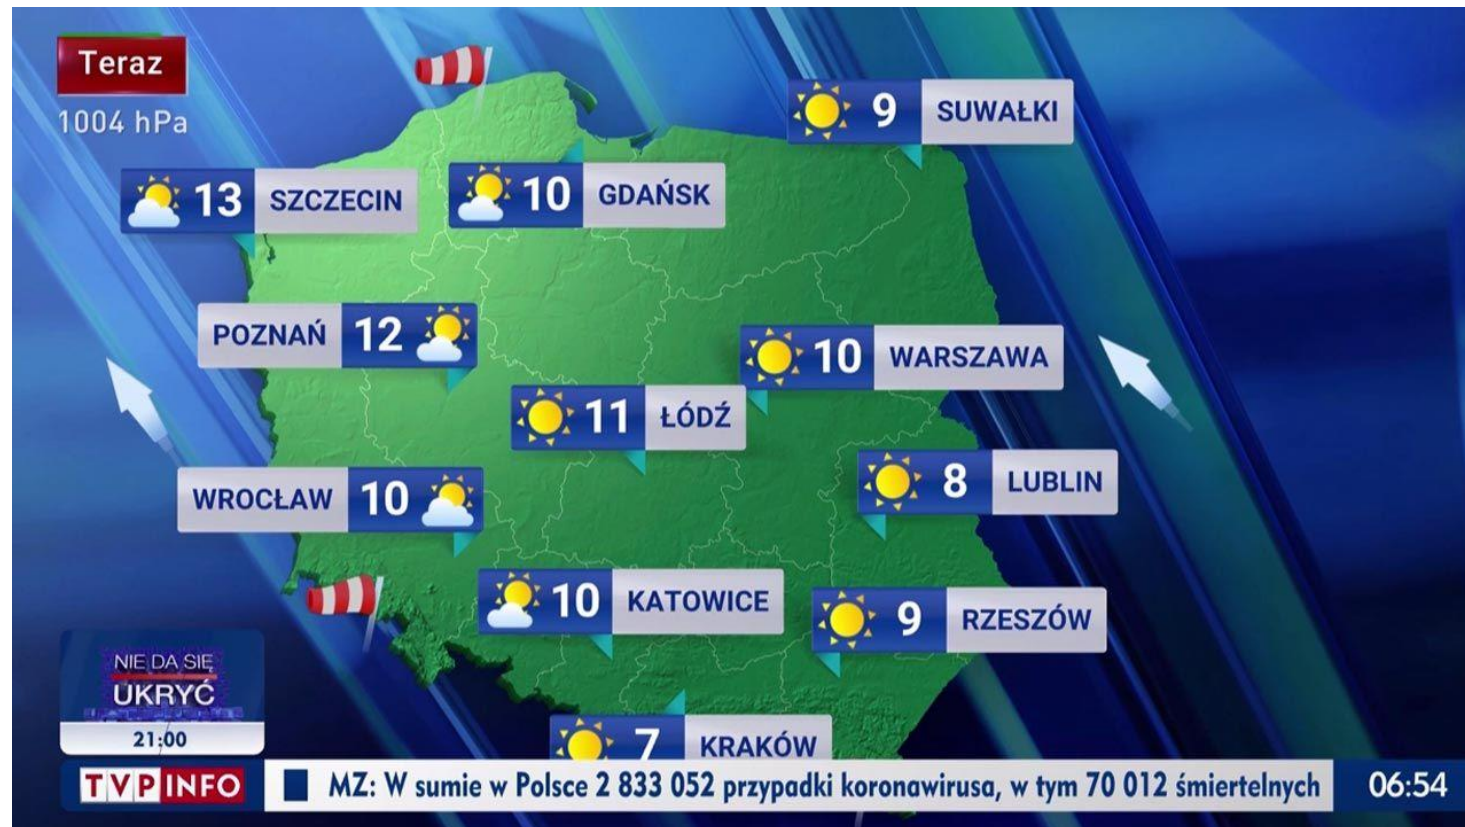 Teraz
1004 hPa
9 SUWAŁKI
13 SZCZECIN
10 GDAŃSK
POZNAŃ 12
10 WARSZAWA
11 ŁÓDŹ
8 LUBLIN
WROCŁAW 10
10 KATOWICE
9 RZESZÓW
7 KRAKÓW
NIE DA SIĘ
UKRYĆ
21:00
TVP INFO
MZ: W sumie w Polsce 2 833 052 przypadki koronawirusa, w tym 70 012 śmiertelnych
06:54